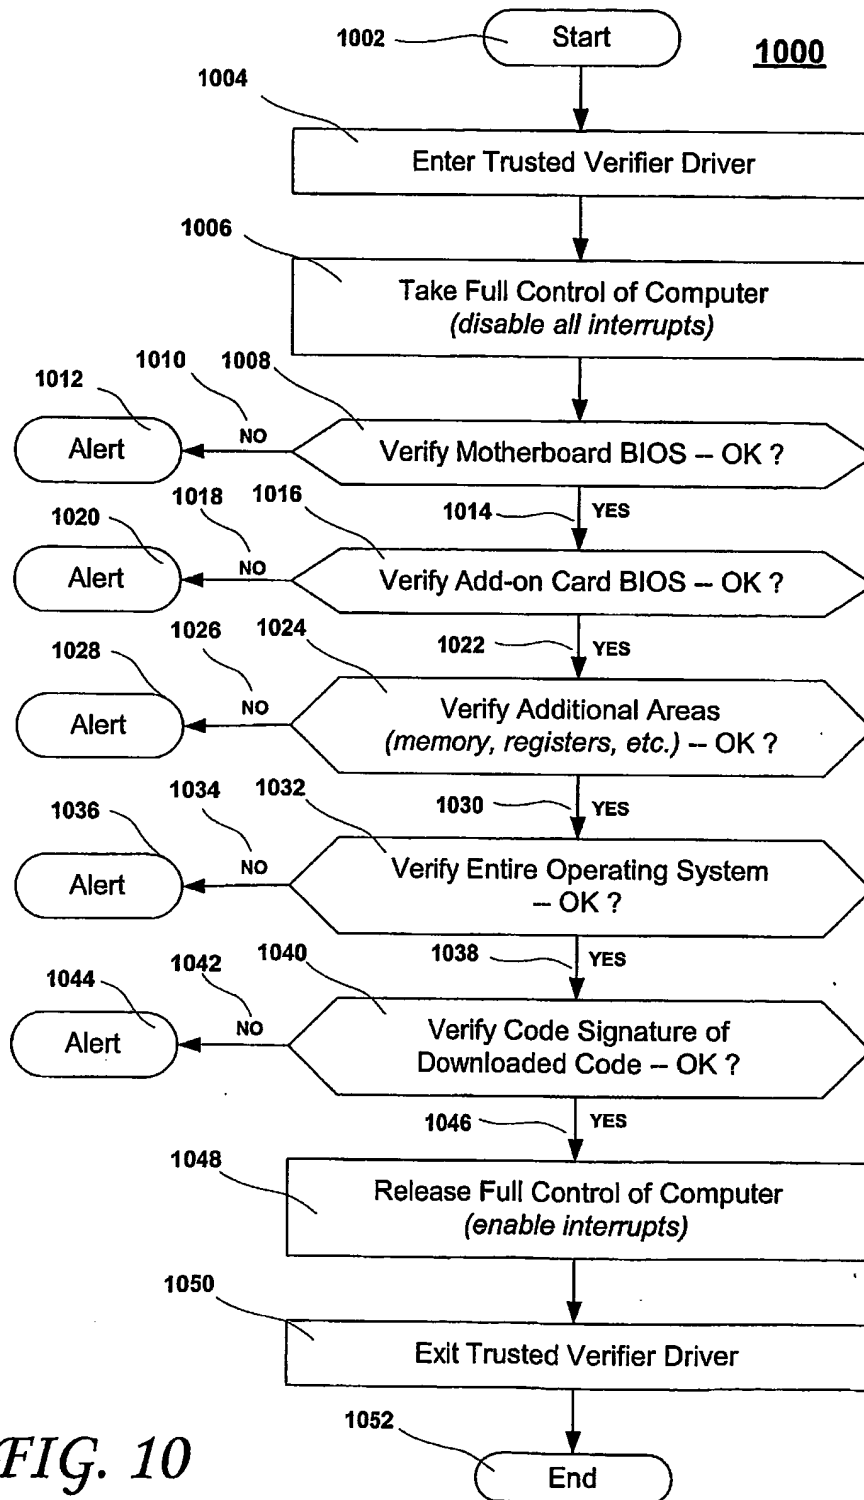 1002
Start
1000
1004
Enter Trusted Verifier Driver
1006
Take Full Control of Computer
(disable all interrupts)
1012
1010
1008
Alert
NO
Verify Motherboard BIOS – OK ?
1014
YES
1020
1018
1016
Alert
NO
Verify Add-on Card BIOS – OK ?
1022
YES
1028
1026
1024
Alert
NO
Verify Additional Areas
(memory, registers, etc.) – OK ?
1030
YES
1036
1034
1032
Alert
NO
Verify Entire Operating System
– OK ?
1038
YES
1044
1042
1040
Alert
NO
Verify Code Signature of
Downloaded Code – OK ?
1046
YES
1048
Release Full Control of Computer
(enable interrupts)
1050
Exit Trusted Verifier Driver
1052
End
FIG. 10